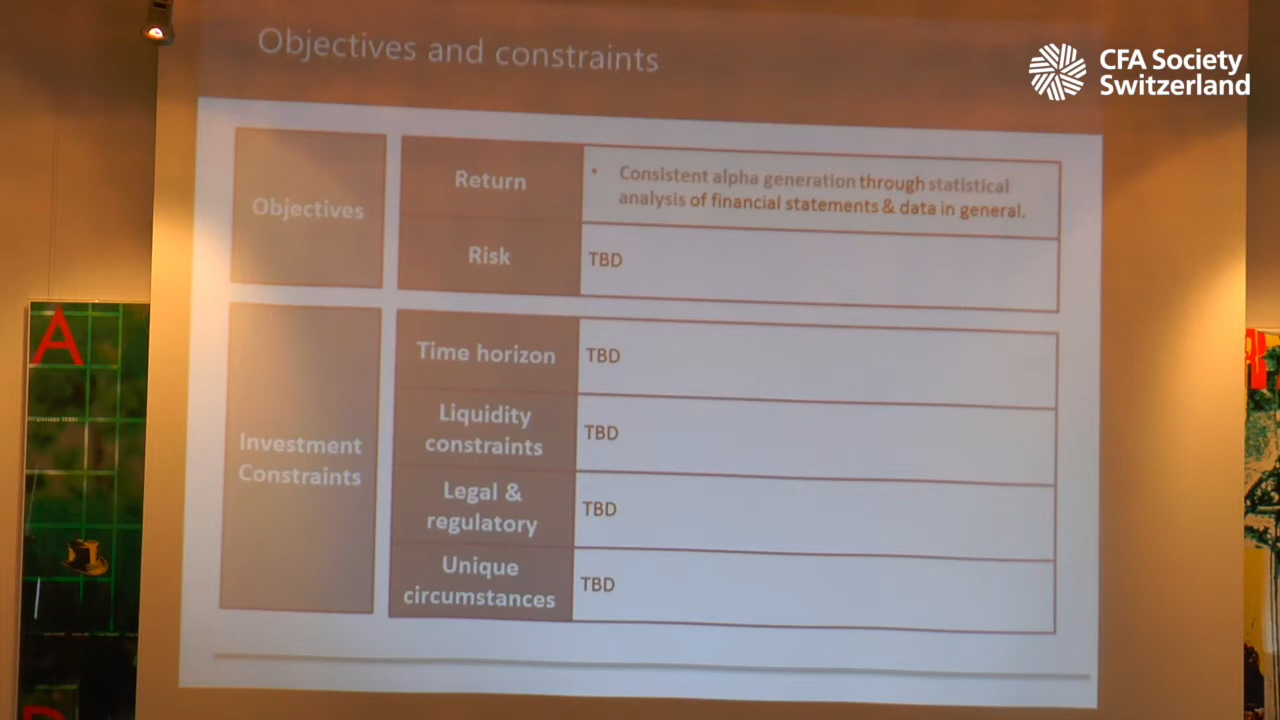 Objectives and constraints
CFA Society
Switzerland
Objectives
Return
• Consistent alpha generation through statistical
analysis of financial statements & data in general.
Risk
TBD
Investment
Constraints
Time horizon
TBD
Liquidity
constraints
TBD
Legal &
regulatory
TBD
Unique
circumstances
TBD
A